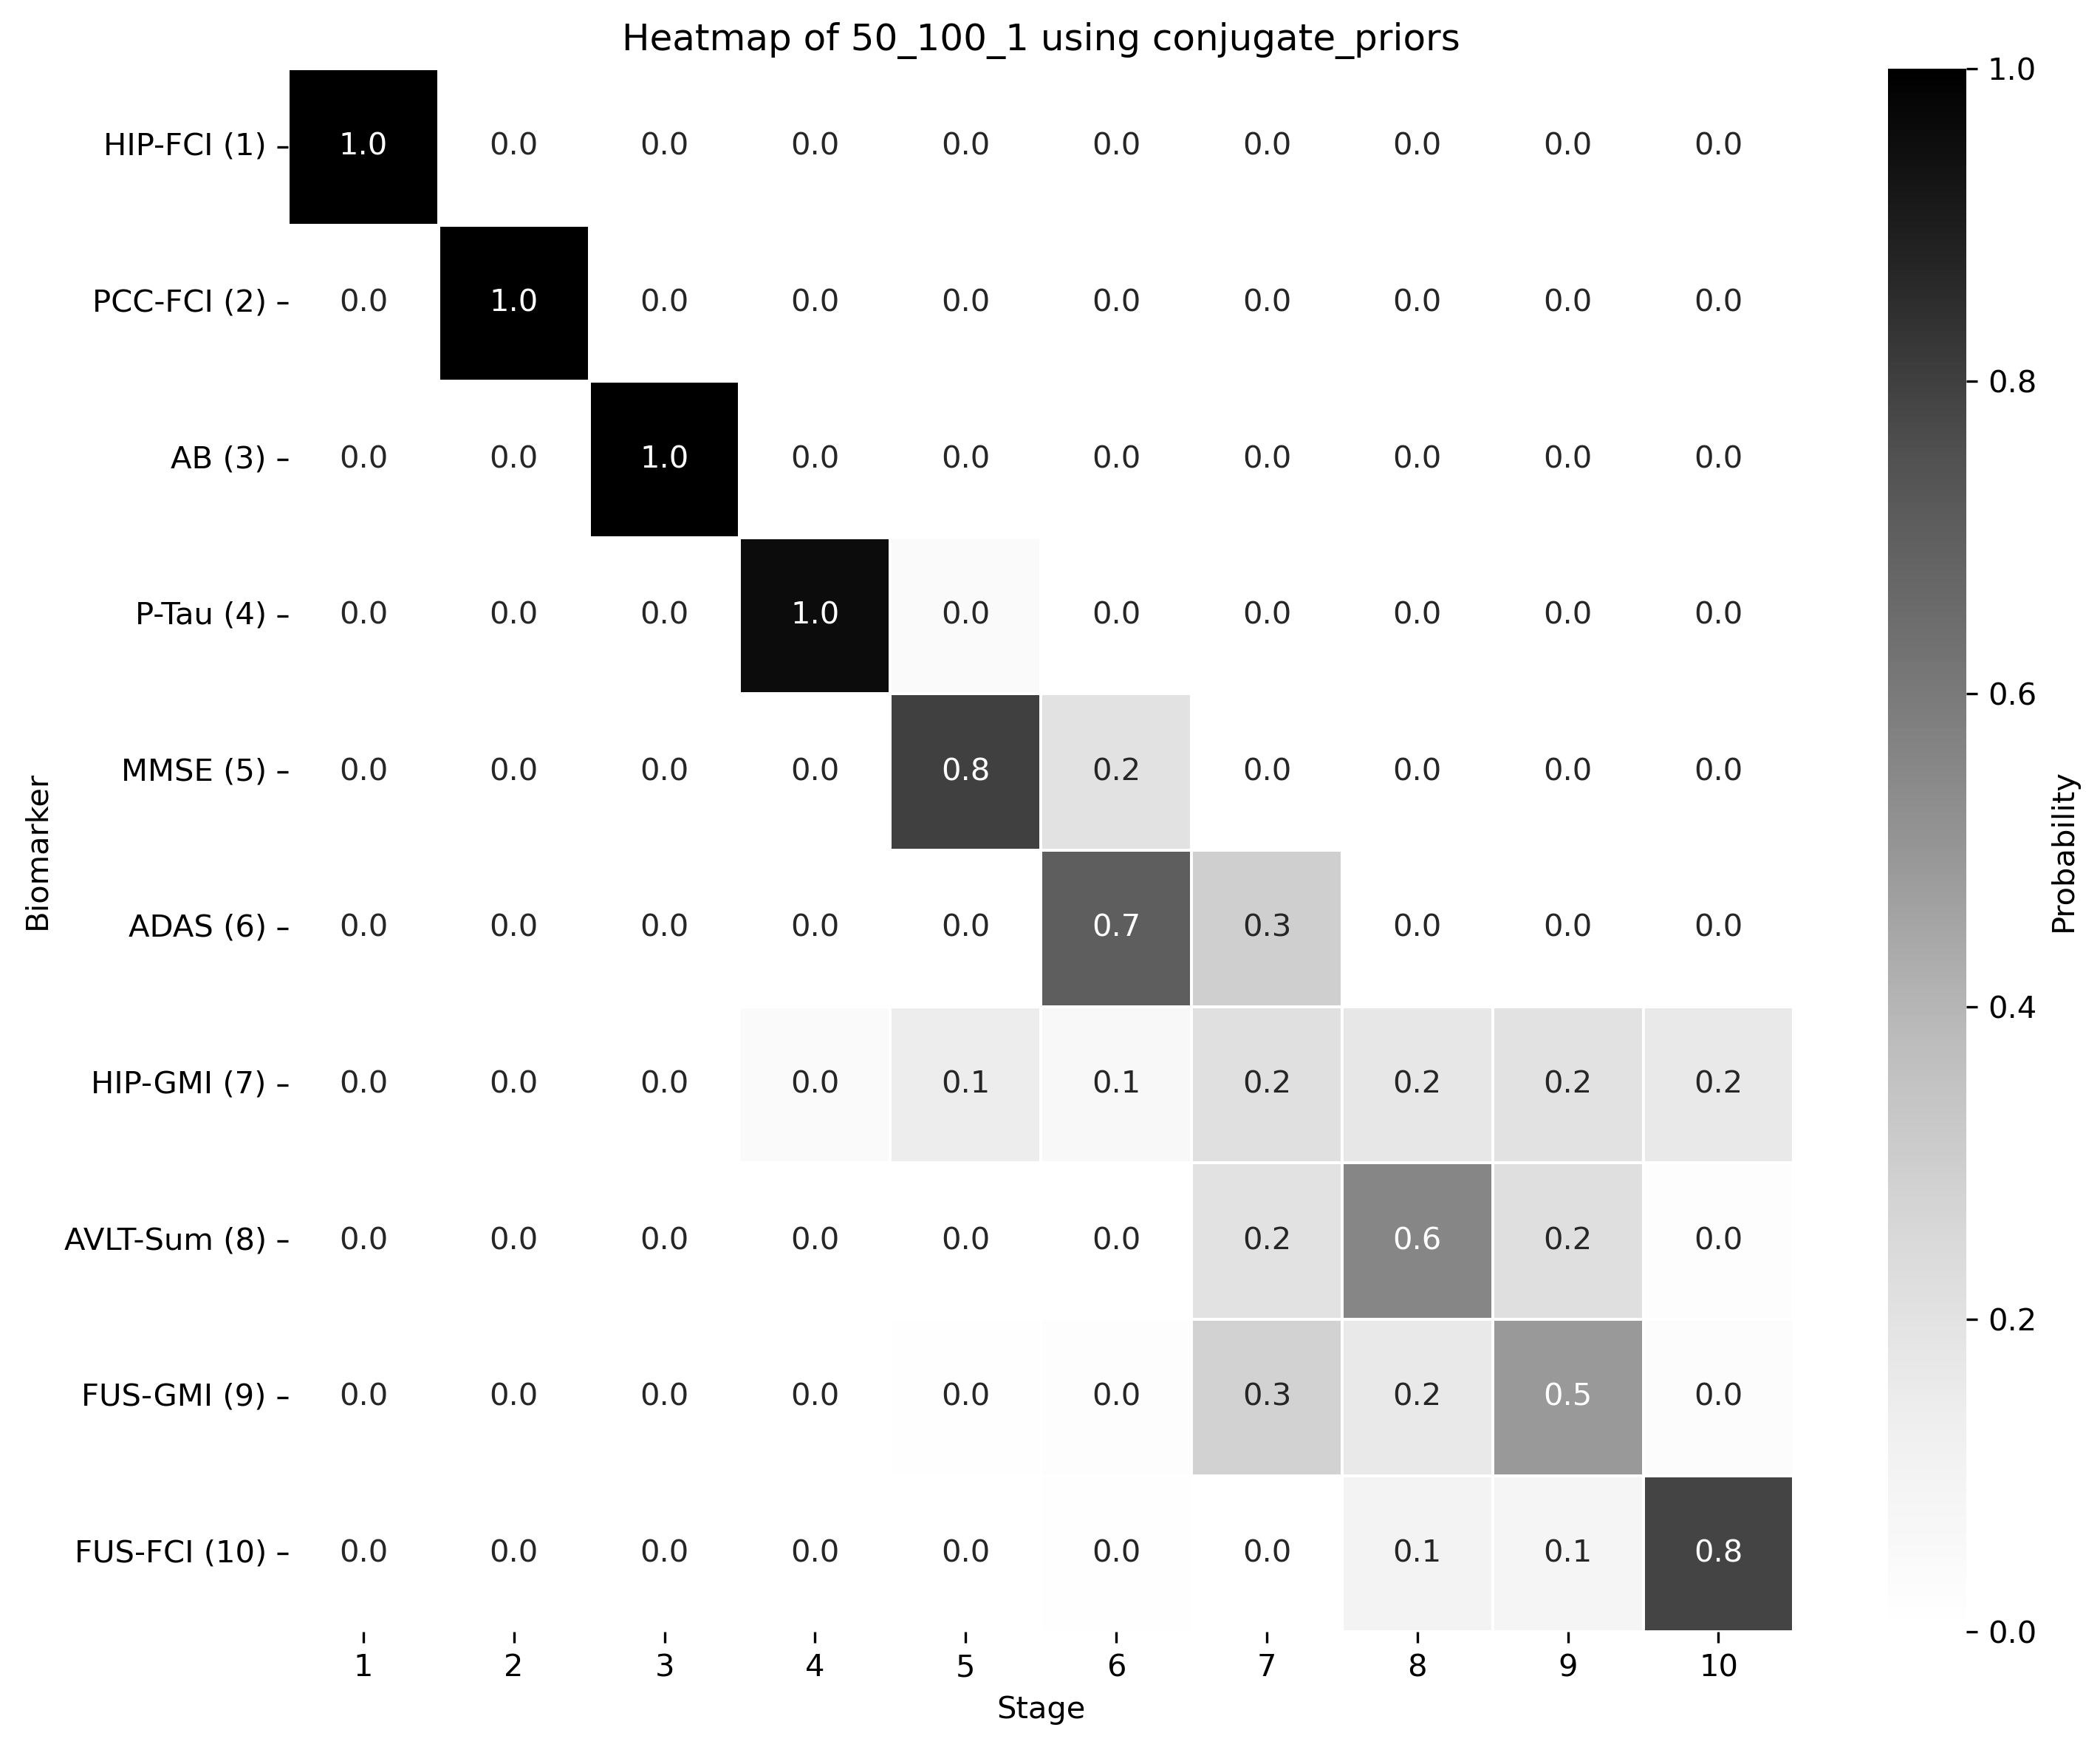 Heatmap of 50_100_1 using conjugate_priors
HIP-FCI (1) 1.0 0.0 0.0 0.0 0.0 0.0 0.0 0.0 0.0 0.0
PCC-FCI (2) 0.0 1.0 0.0 0.0 0.0 0.0 0.0 0.0 0.0 0.0
AB (3) 0.0 0.0 1.0 0.0 0.0 0.0 0.0 0.0 0.0 0.0
P-Tau (4) 0.0 0.0 0.0 1.0 0.0 0.0 0.0 0.0 0.0 0.0
MMSE (5) 0.0 0.0 0.0 0.0 0.8 0.2 0.0 0.0 0.0 0.0
ADAS (6) 0.0 0.0 0.0 0.0 0.0 0.7 0.3 0.0 0.0 0.0
HIP-GMI (7) 0.0 0.0 0.0 0.0 0.1 0.1 0.2 0.2 0.2 0.2
AVLT-Sum (8) 0.0 0.0 0.0 0.0 0.0 0.0 0.2 0.6 0.2 0.0
FUS-GMI (9) 0.0 0.0 0.0 0.0 0.0 0.0 0.3 0.2 0.5 0.0
FUS-FCI (10) 0.0 0.0 0.0 0.0 0.0 0.0 0.0 0.1 0.1 0.8
1 2 3 4 5 6 7 8 9 10
Stage
Biomarker
1.0
0.8
0.6
0.4
0.2
0.0
Probability